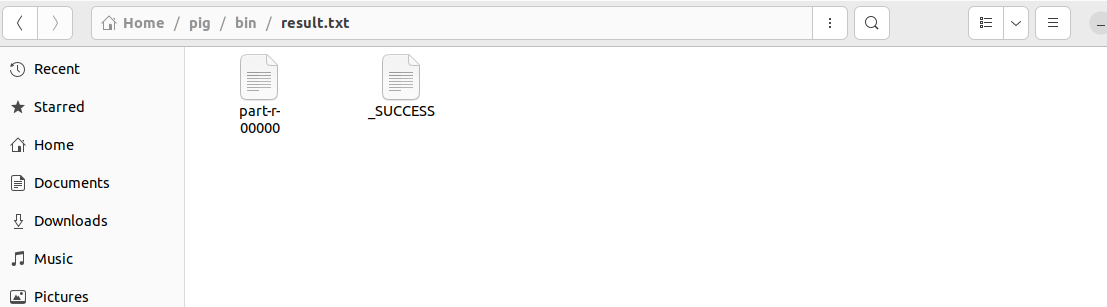 Home / pig / bin / result.txt
Recent
Starred
Home
Documents
Downloads
Music
Pictures
part-r-
00000
_SUCCESS